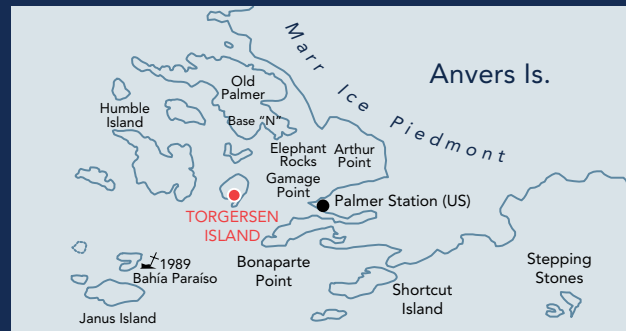 Marr Ice Piedmont
Anvers Is.
Old
Palmer
Humble
Island
Base “N”
Elephant
Rocks
Arthur
Point
Gamage
Point
Palmer Station (US)
TORGERSEN
ISLAND
1989
Bahía Paraíso
Bonaparte
Point
Stepping
Stones
Shortcut
Island
Janus Island